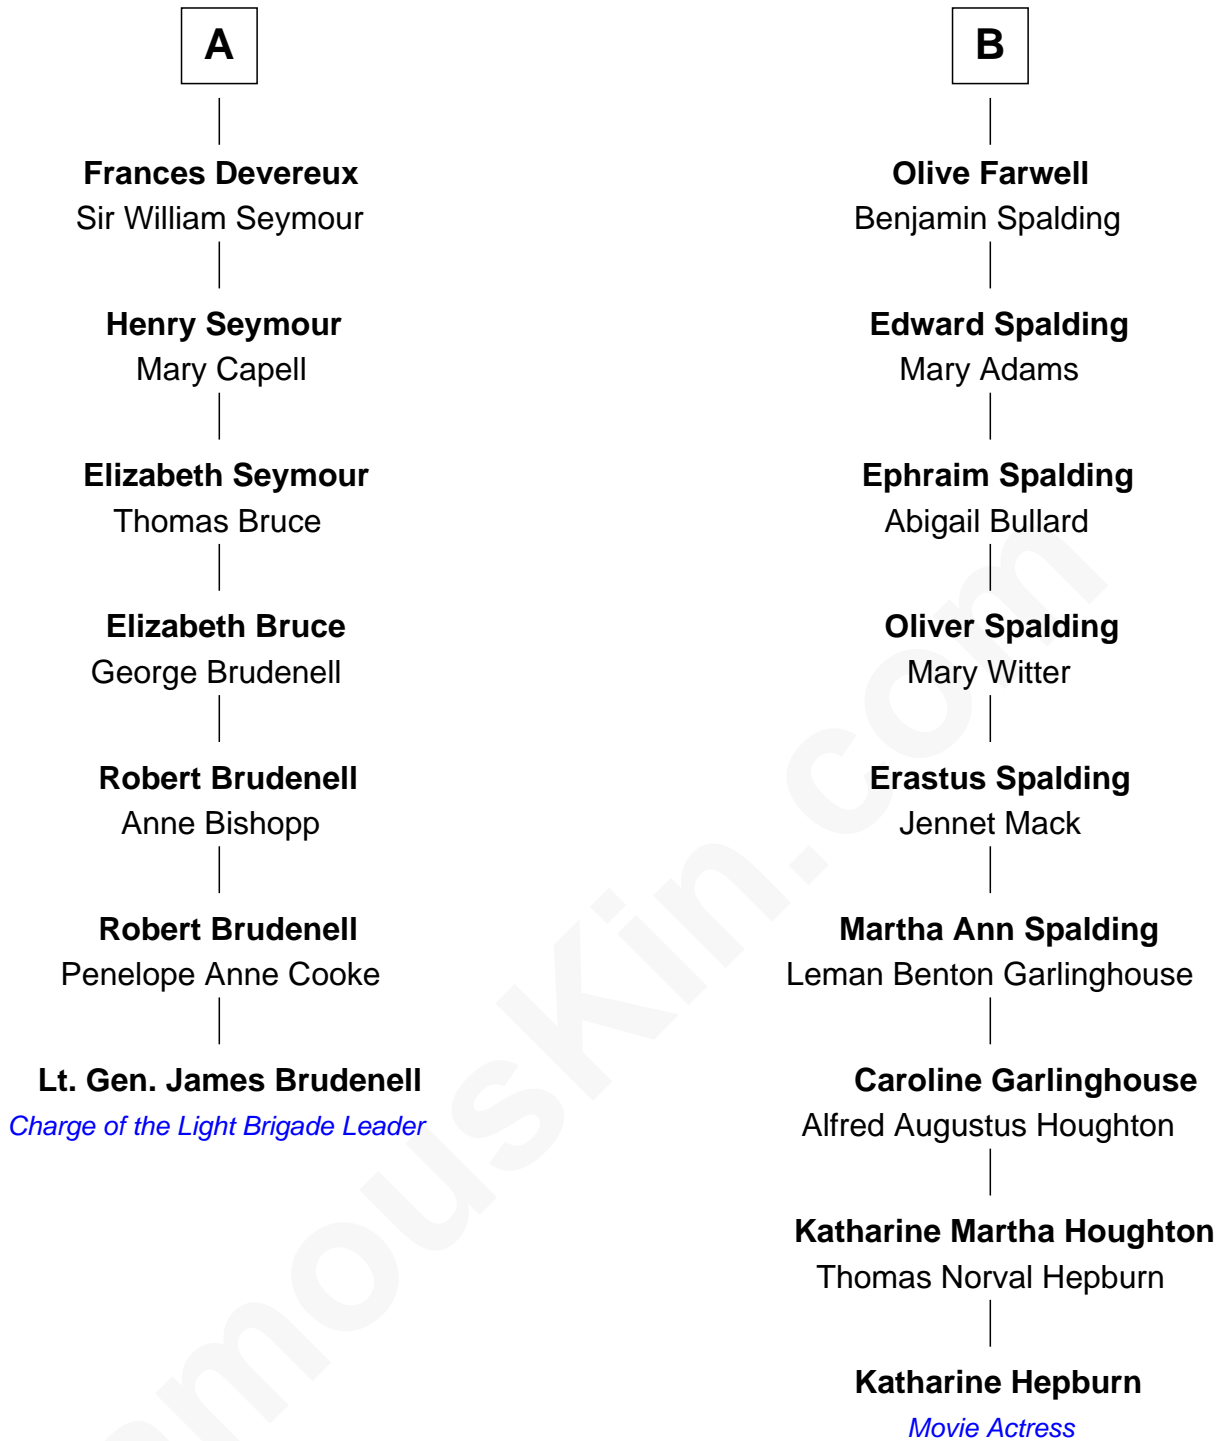 A
Frances Devereux
Sir William Seymour
Henry Seymour
Mary Capell
Elizabeth Seymour
Thomas Bruce
Elizabeth Bruce
George Brudenell
Robert Brudenell
Anne Bishopp
Robert Brudenell
Penelope Anne Cooke
Lt. Gen. James Brudenell
Charge of the Light Brigade Leader
B
Olive Farwell
Benjamin Spalding
Edward Spalding
Mary Adams
Ephraim Spalding
Abigail Bullard
Oliver Spalding
Mary Witter
Erastus Spalding
Jennet Mack
Martha Ann Spalding
Leman Benton Garlinghouse
Caroline Garlinghouse
Alfred Augustus Houghton
Katharine Martha Houghton
Thomas Norval Hepburn
Katharine Hepburn
Movie Actress
amousKin.com